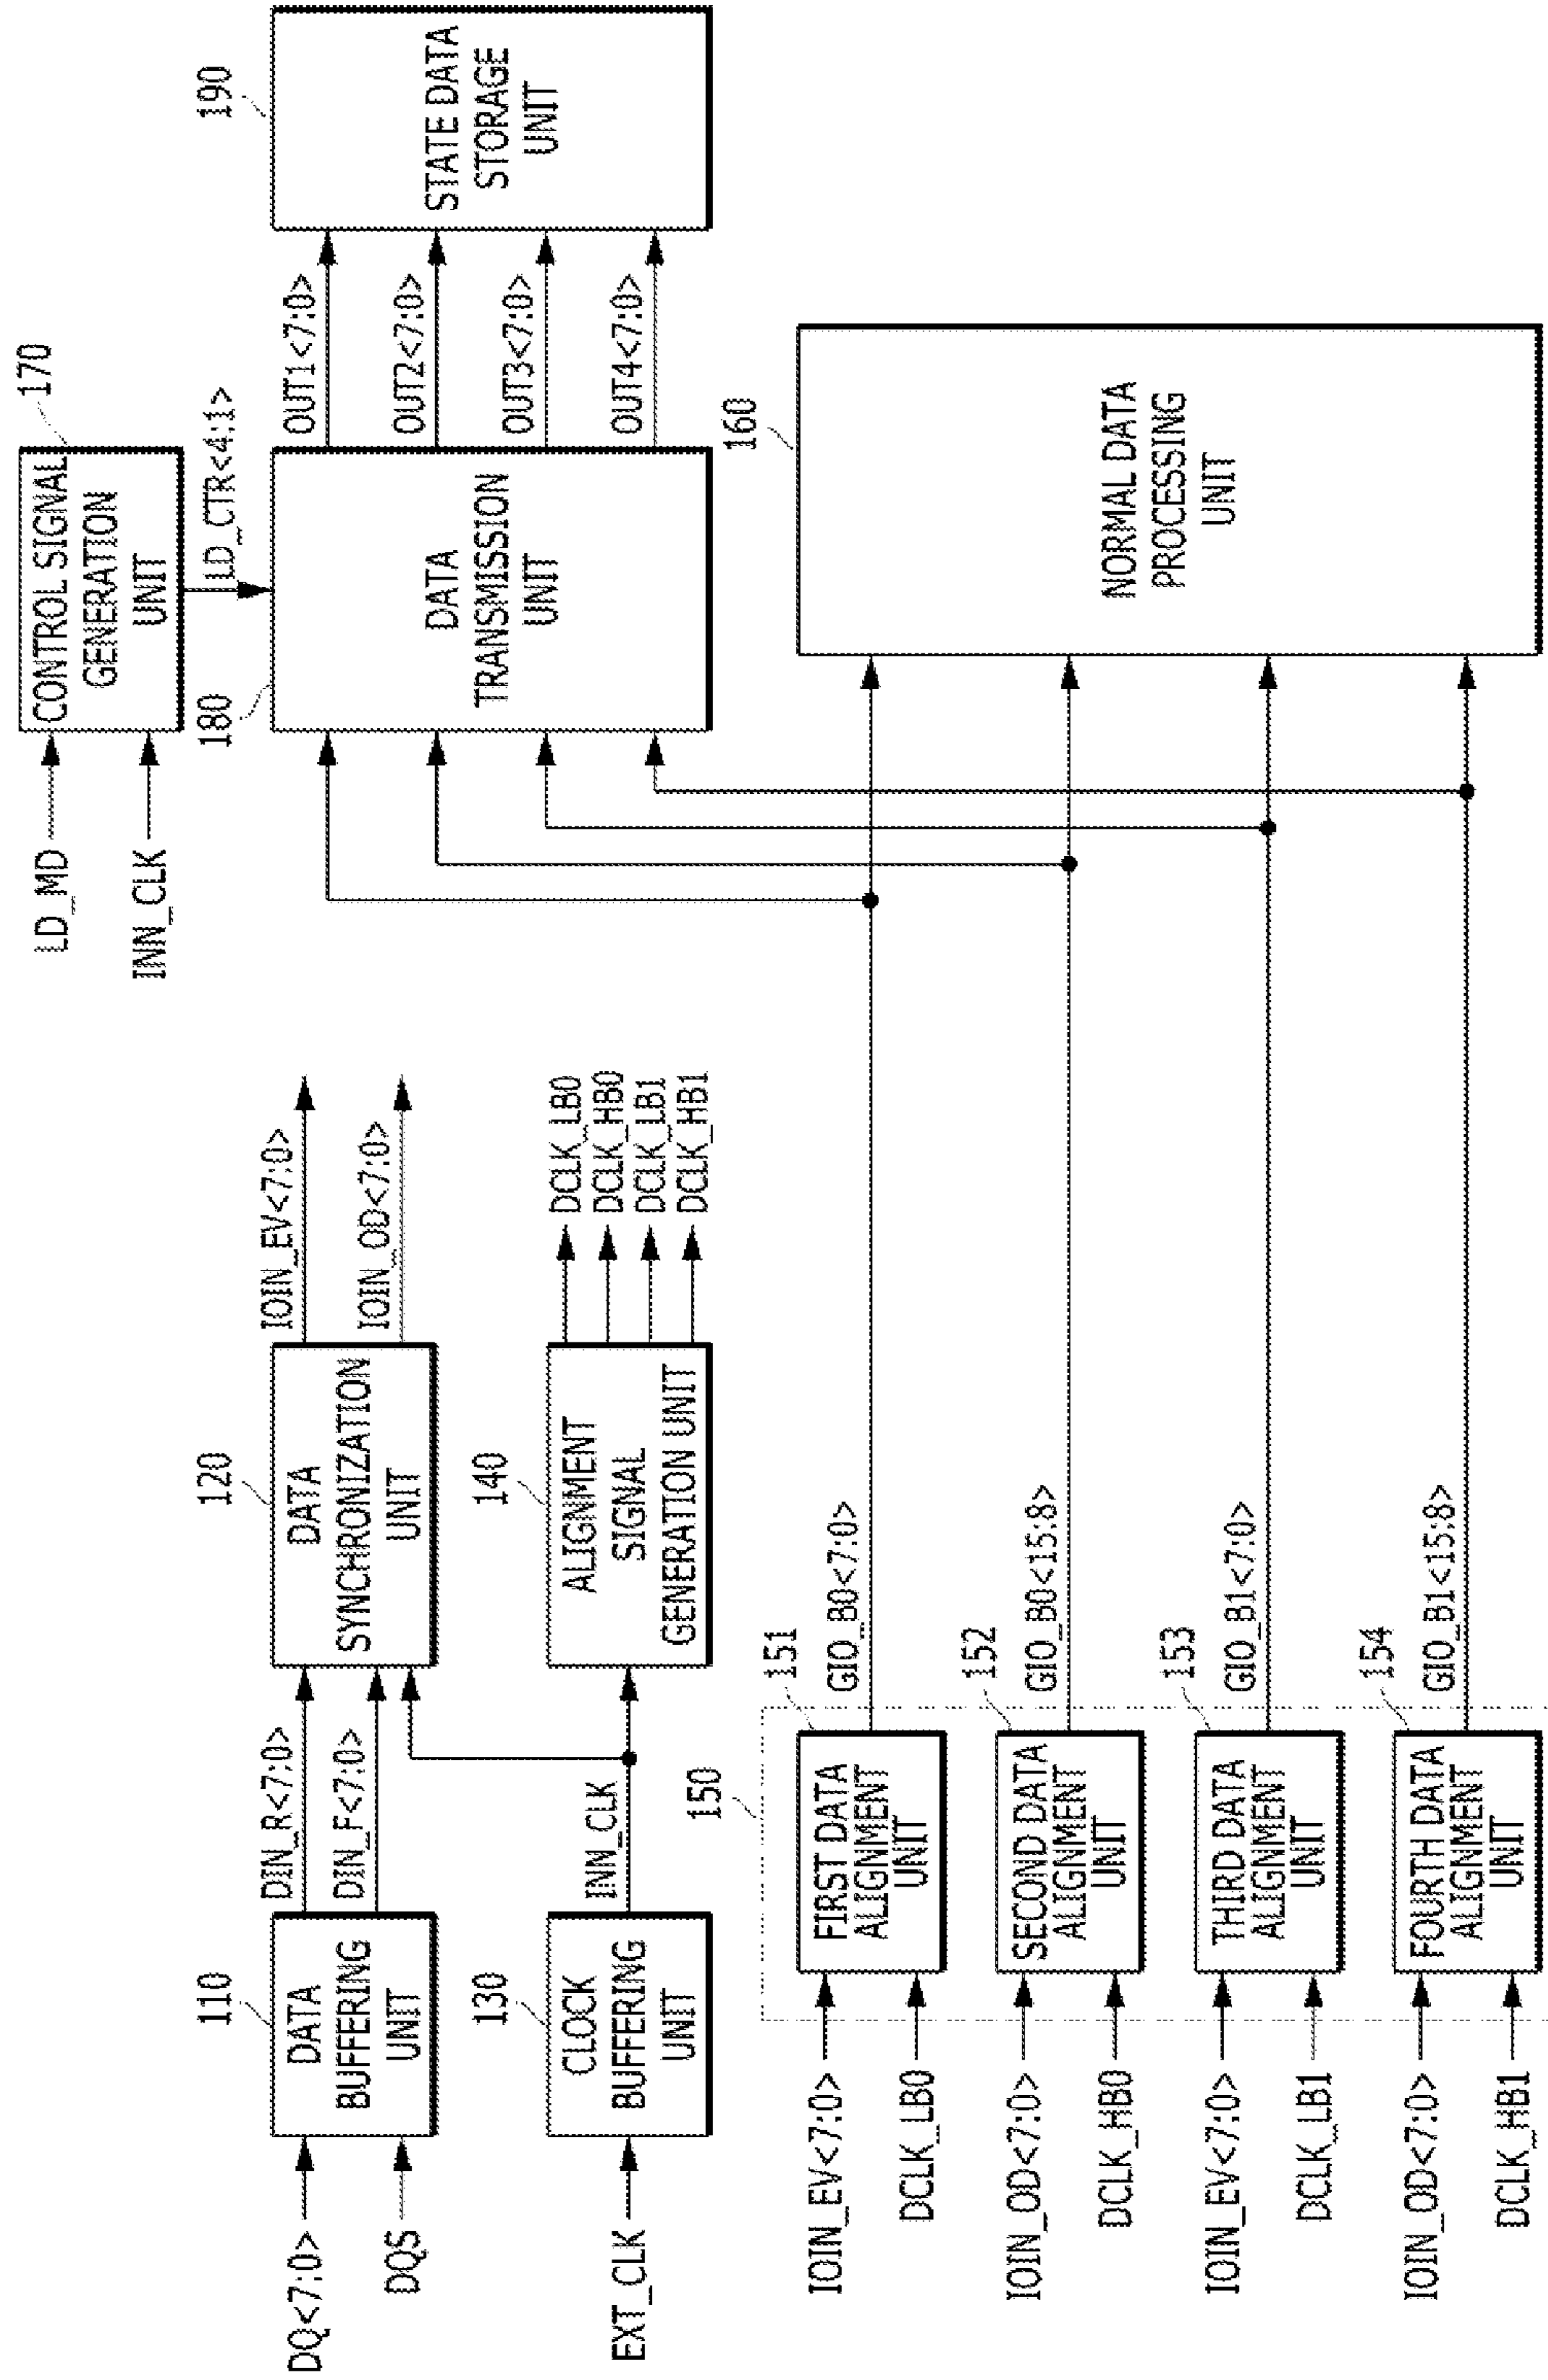 DQ<7:0>
DQS
110
DATA
BUFFERING
UNIT
DIN_R<7:0>
DIN_F<7:0>
120
DATA
SYNCHRONIZATION
UNIT
IOIN_EV<7:0>
IOIN_OD<7:0>
EXT_CLK
130
CLOCK
BUFFERING
UNIT
INN_CLK
140
ALIGNMENT
SIGNAL
GENERATION UNIT
DCLK_LB0
DCLK_HB0
DCLK_LB1
DCLK_HB1
LD_MD
INN_CLK
170
CONTROL SIGNAL
GENERATION
UNIT
LD_CTR<4:1>
180
DATA
TRANSMISSION
UNIT
OUT1<7:0>
OUT2<7:0>
OUT3<7:0>
OUT4<7:0>
190
STATE DATA
STORAGE
UNIT
150
IOIN_EV<7:0>
DCLK_LB0
151
FIRST DATA
ALIGNMENT
UNIT
GIO_B0<7:0>
IOIN_OD<7:0>
DCLK_HB0
152
SECOND DATA
ALIGNMENT
UNIT
GIO_B0<15:8>
IOIN_EV<7:0>
DCLK_LB1
153
THIRD DATA
ALIGNMENT
UNIT
GIO_B1<7:0>
IOIN_OD<7:0>
DCLK_HB1
154
FOURTH DATA
ALIGNMENT
UNIT
GIO_B1<15:8>
160
NORMAL DATA
PROCESSING
UNIT